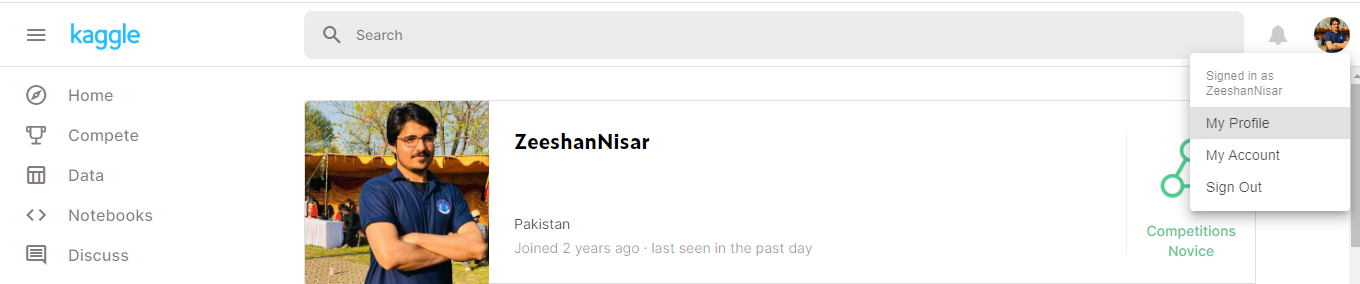 kaggle
Search
Signed in as
ZeeshanNisar
My Profile
My Account
Sign Out
Home
Compete
Data
Notebooks
Discuss
ZeeshanNisar
Pakistan
Joined 2 years ago · last seen in the past day
Competitions
Novice